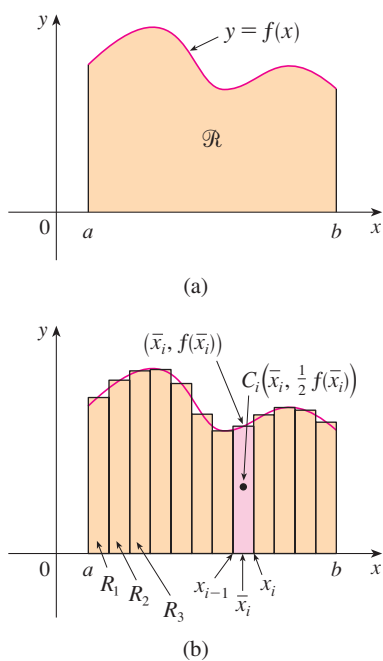 y
y = f(x)
ℛ
0 a b x
(a)
y
(x̄ᵢ, f(x̄ᵢ))
Cᵢ(x̄ᵢ, ½ f(x̄ᵢ))
0 a b x
R₁ R₂ R₃ xᵢ₋₁ x̄ᵢ xᵢ
(b)